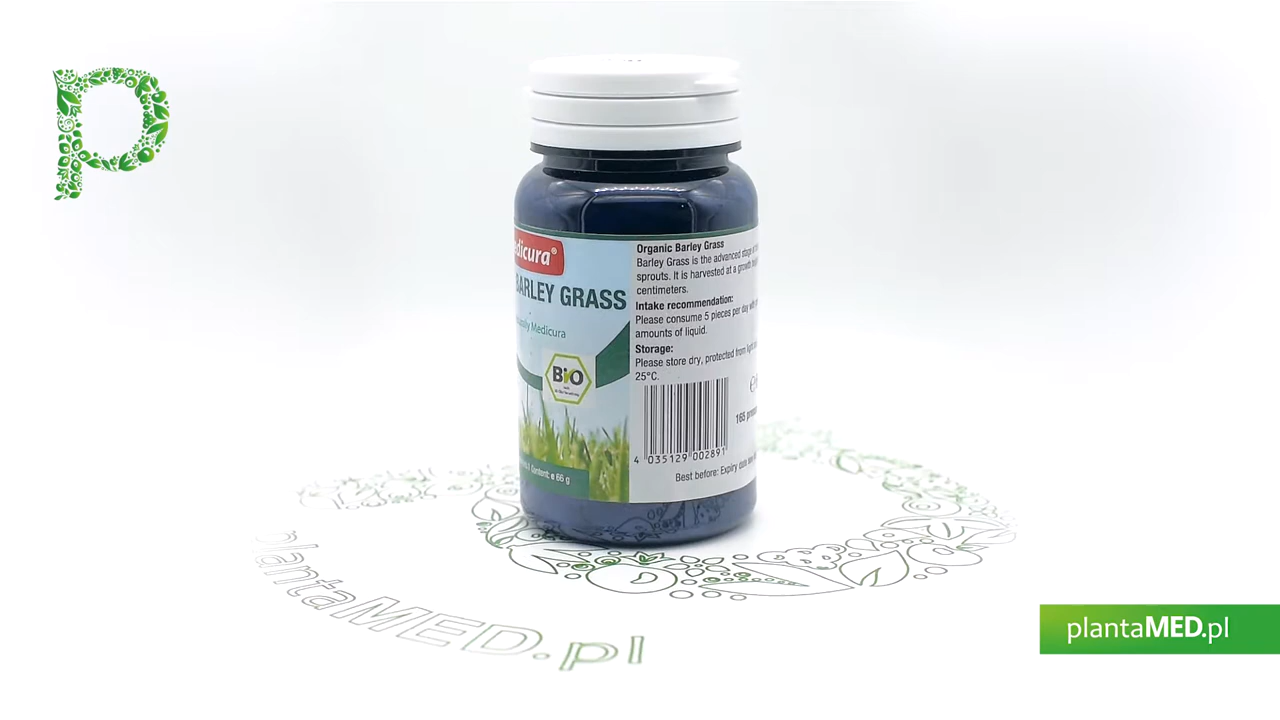 edicura®
BARLEY GRASS
Medicura
BiO
Content: e 66 g
Organic Barley Grass
Barley Grass is the advanced stage
sprouts. It is harvested at a growth
centimeters.
Intake recommendation:
Please consume 5 pieces per day with
amounts of liquid.
Storage:
Please store dry, protected from light
25°C.
165
4 035129 002891
Best before: Expiry date see
plantaMED.pl
plantaMED.pl